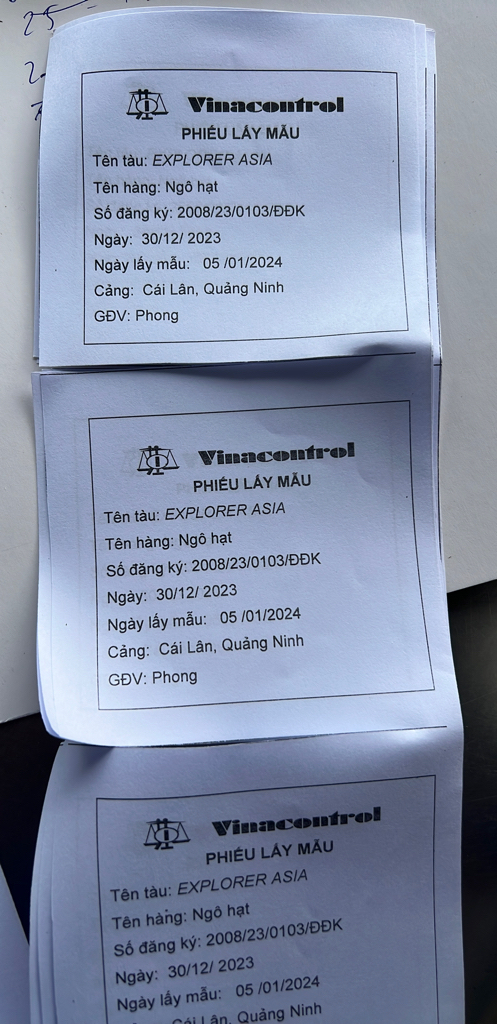 25
Vinacontrol
PHIẾU LẤY MẪU
Tên tàu: EXPLORER ASIA
Tên hàng: Ngô hạt
Số đăng ký: 2008/23/0103/ĐĐK
Ngày: 30/12/ 2023
Ngày lấy mẫu: 05 /01/2024
Cảng: Cái Lân, Quảng Ninh
GĐV: Phong
Vinacontrol
PHIẾU LẤY MẪU
Tên tàu: EXPLORER ASIA
Tên hàng: Ngô hạt
Số đăng ký: 2008/23/0103/ĐĐK
Ngày: 30/12/ 2023
Ngày lấy mẫu: 05 /01/2024
Cảng: Cái Lân, Quảng Ninh
GĐV: Phong
Vinacontrol
PHIẾU LẤY MẪU
Tên tàu: EXPLORER ASIA
Tên hàng: Ngô hạt
Số đăng ký: 2008/23/0103/ĐĐK
Ngày: 30/12/ 2023
Ngày lấy mẫu: 05 /01/2024
Cái Lân, Quảng Ninh